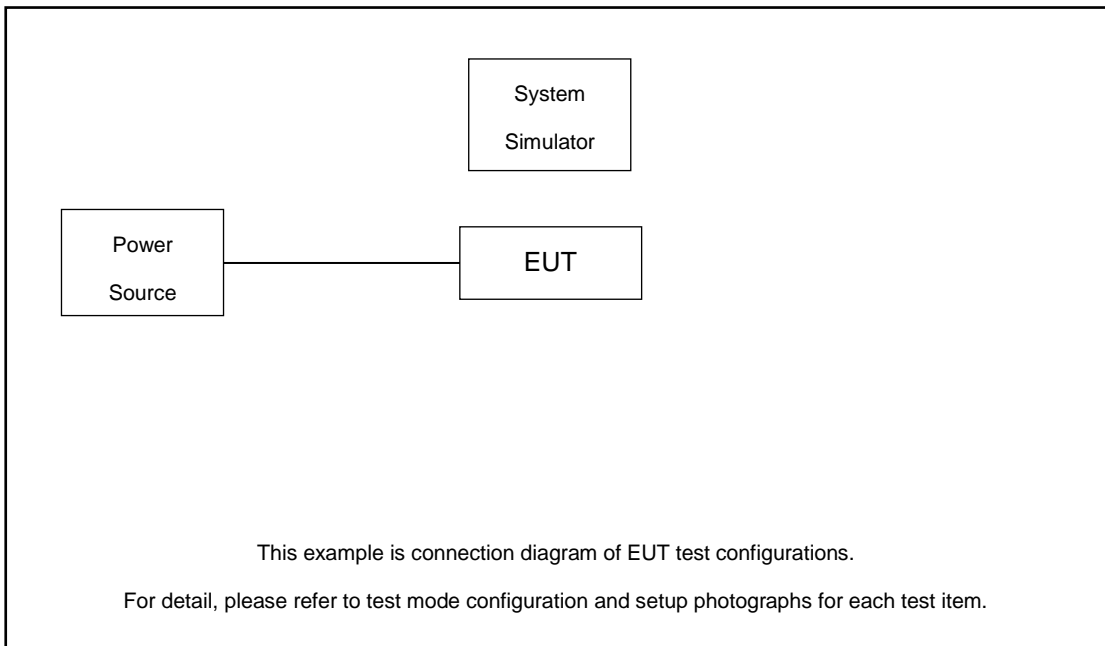 System
Simulator
Power
Source
EUT
This example is connection diagram of EUT test configurations.
For detail, please refer to test mode configuration and setup photographs for each test item.